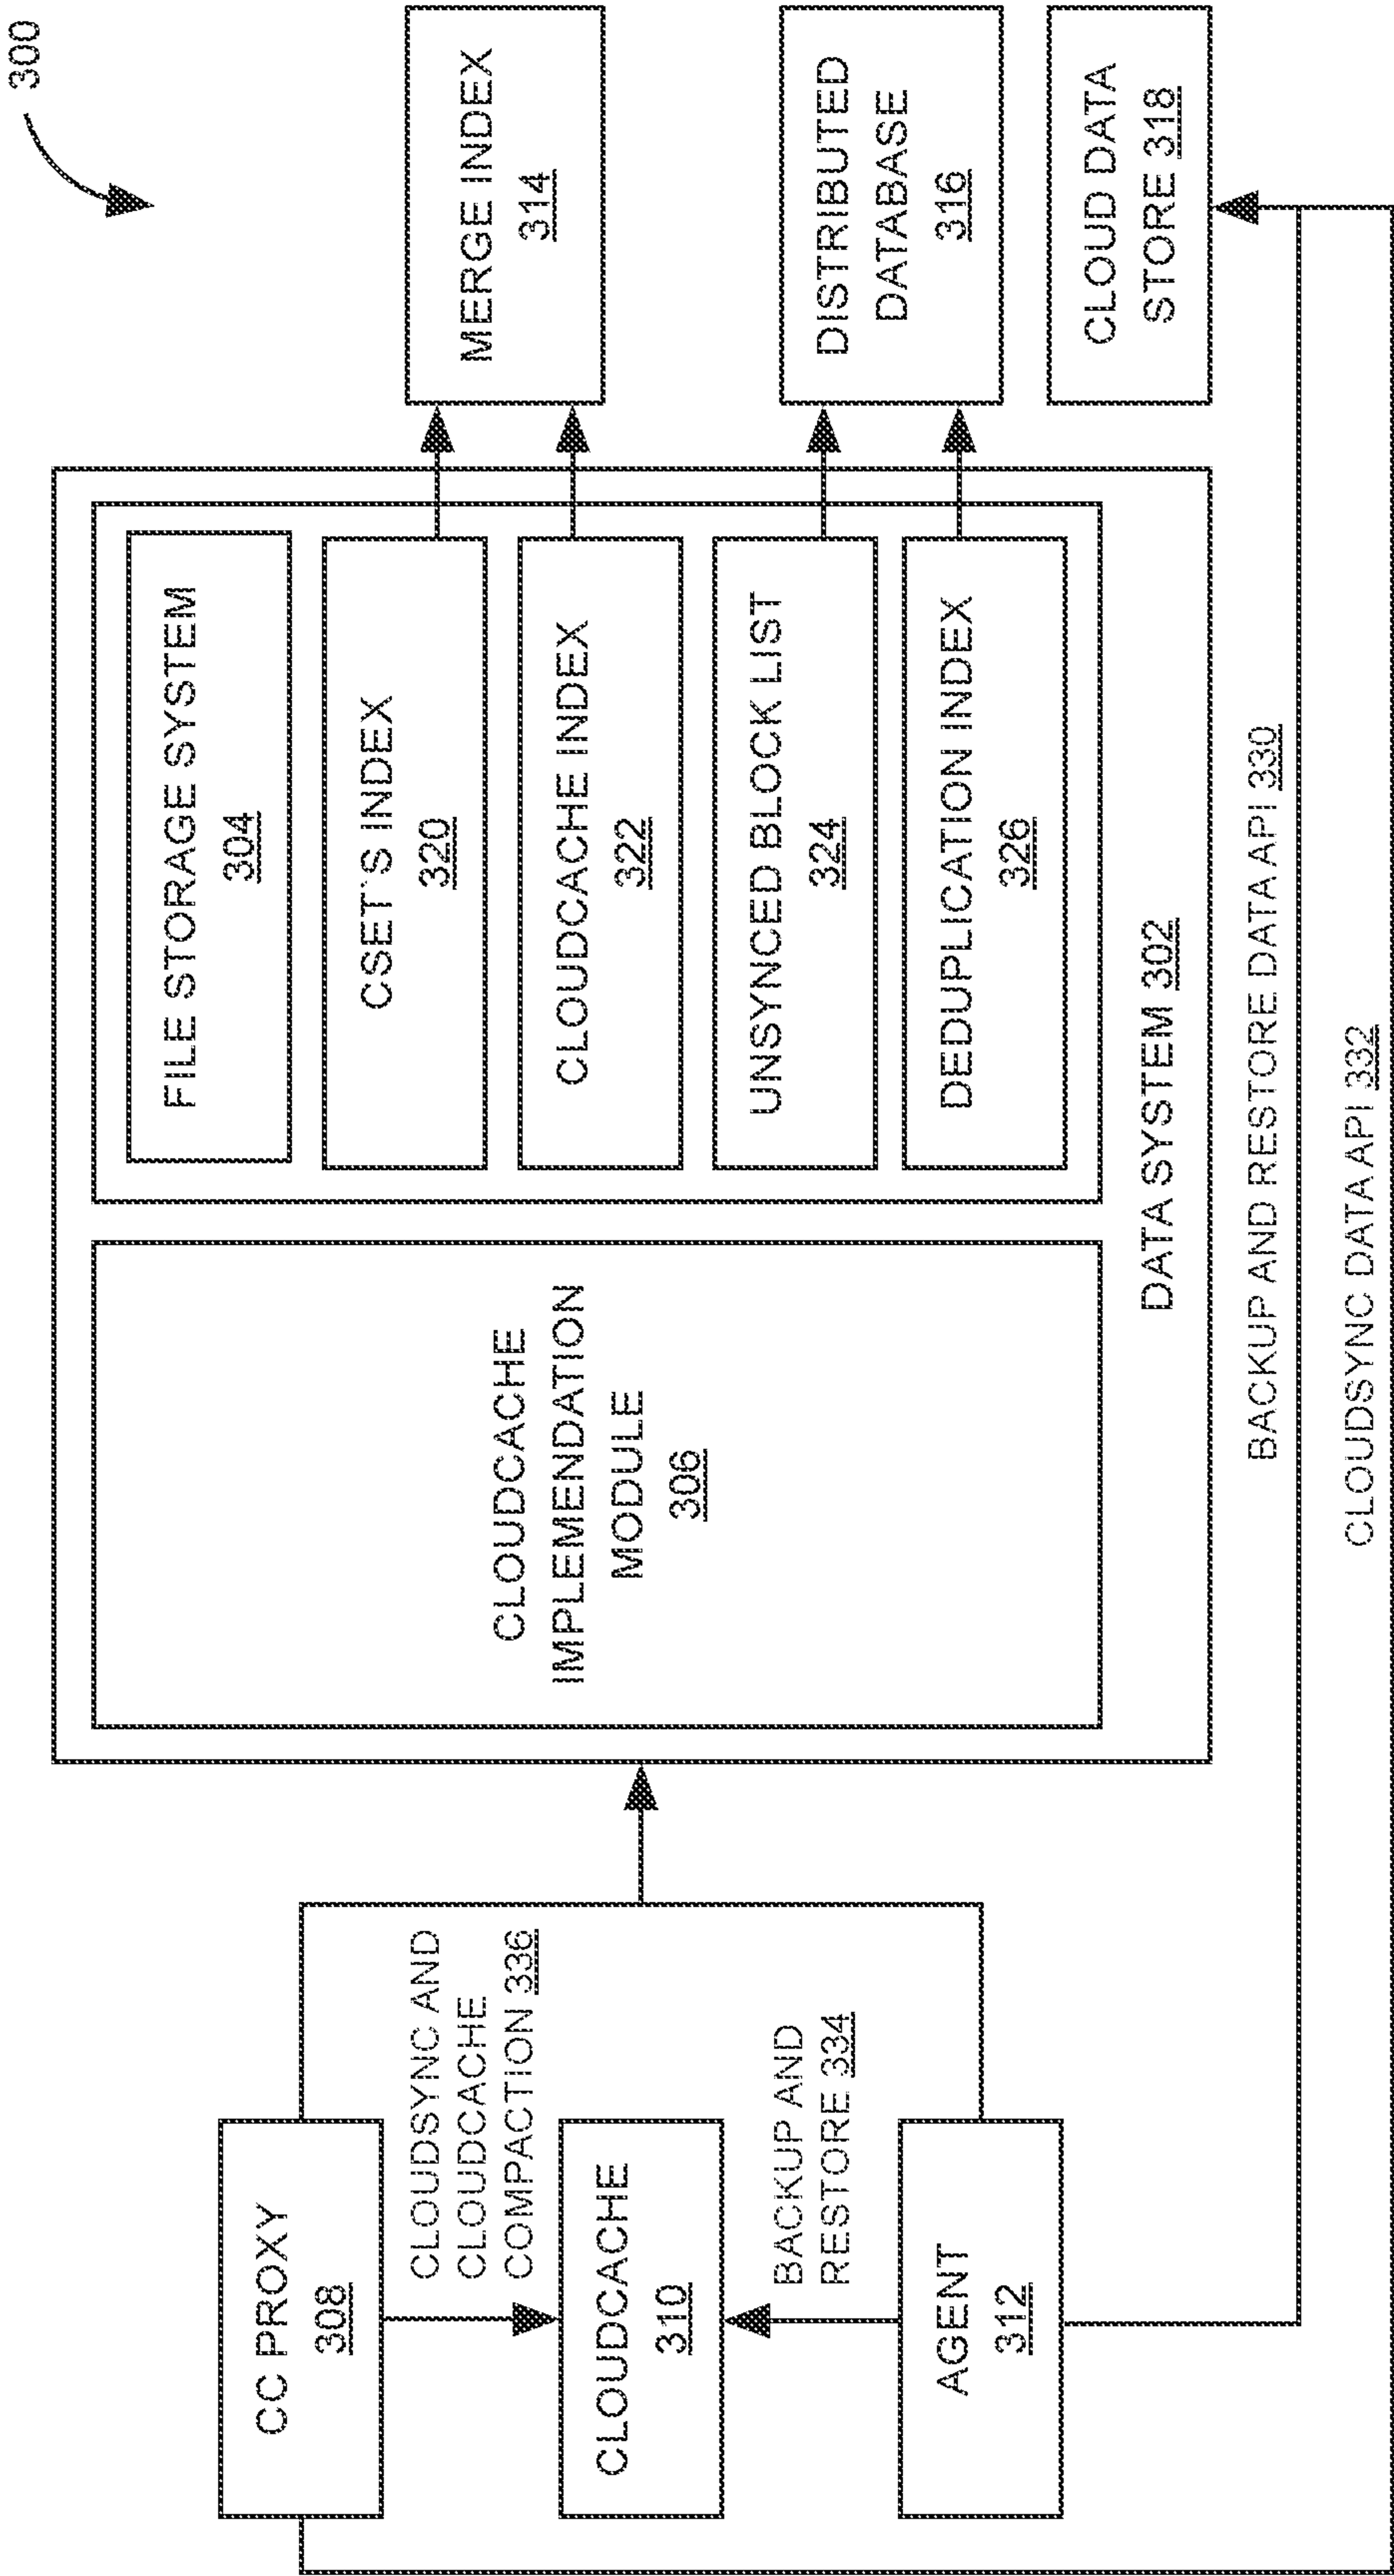 300
CC PROXY
308
CLOUDSYNC AND
CLOUDCACHE
COMPACTION 336
CLOUDCACHE
310
BACKUP AND
RESTORE 334
AGENT
312
CLOUDCACHE
IMPLEMENDATION
MODULE
306
FILE STORAGE SYSTEM
304
CSET`S INDEX
320
CLOUDCACHE INDEX
322
UNSYNCED BLOCK LIST
324
DEDUPLICATION INDEX
326
DATA SYSTEM 302
MERGE INDEX
314
DISTRIBUTED
DATABASE
316
CLOUD DATA
STORE 318
BACKUP AND RESTORE DATA API 330
CLOUDSYNC DATA API 332